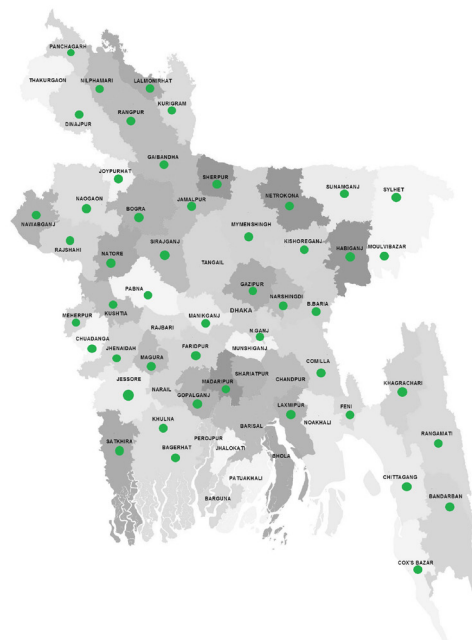 PANCHAGARH
THAKURGAON
NILPHAMARI
LALMONIRHAT
KURIGRAM
DINAJPUR
RANGPUR
GAIBANDHA
JOYPURHAT
SHERPUR
SUNAMGANJ
SYLHET
NAOGAON
BOGRA
JAMALPUR
NETROKONA
NAWABGANJ
MYMENSHINGH
RAJSHAHI
SIRAJGANJ
KISHOREGANJ
HABIGANJ
MOULVIBAZAR
NATORE
TANGAIL
PABNA
GAZIPUR
NARSHINGDI
KUSHTIA
DHAKA
B.BARIA
MEHERPUR
RAJBARI
MANIKGANJ
N.GANJ
CHUADANGA
JHENAIDAH
FARIDPUR
MUNSHIGANJ
MAGURA
COMILLA
SHARIATPUR
MADARIPUR
CHANDPUR
KHAGRACHARI
JESSORE
NARAIL
GOPALGANJ
LAXMIPUR
FENI
NOAKHALI
KHULNA
BARISAL
SATKHIRA
PEROJPUR
RANGAMATI
BAGERHAT
JHALOKATI
BHOLA
PATUAKHALI
CHITTAGANG
BARGUNA
BANDARBAN
COX'S BAZAR